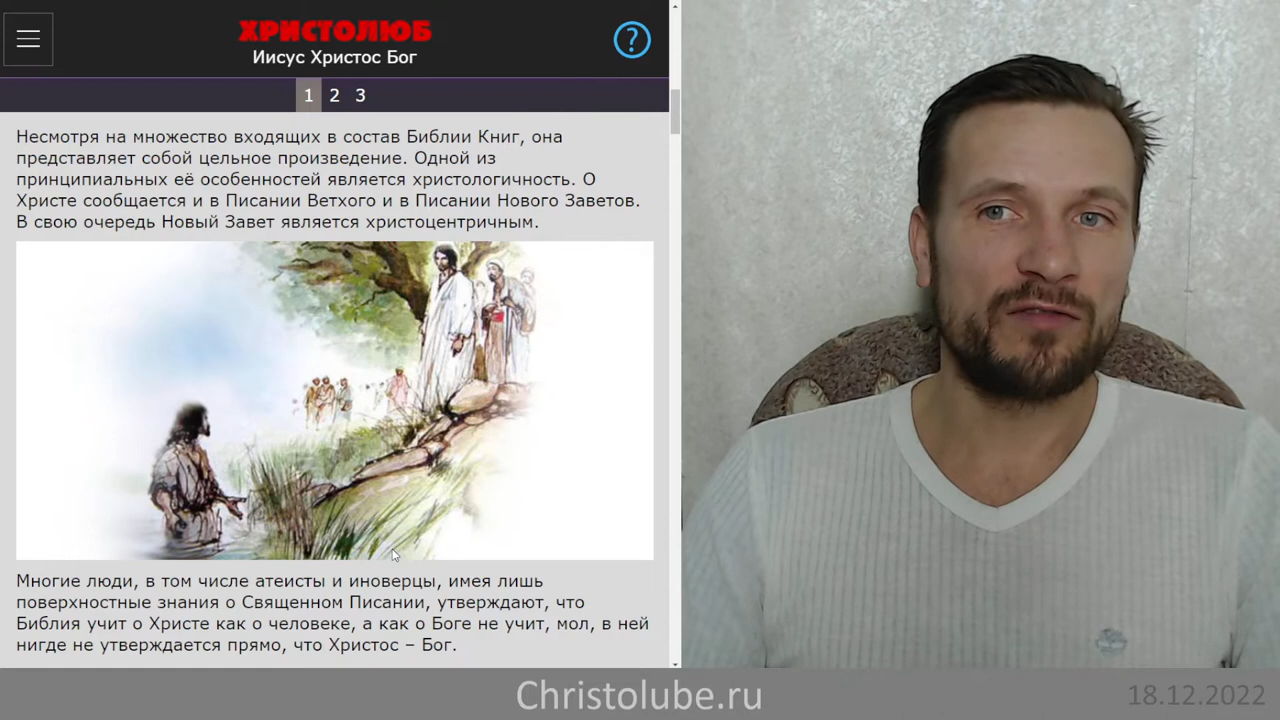 ХРИСТОЛЮБ
Иисус Христос Бог
?
1 2 3
Несмотря на множество входящих в состав Библии Книг, она
представляет собой цельное произведение. Одной из
принципиальных её особенностей является христологичность. О
Христе сообщается и в Писании Ветхого и в Писании Нового Заветов.
В свою очередь Новый Завет является христоцентричным.
Многие люди, в том числе атеисты и иноверцы, имея лишь
поверхностные знания о Священном Писании, утверждают, что
Библия учит о Христе как о человеке, а как о Боге не учит, мол, в ней
нигде не утверждается прямо, что Христос – Бог.
Christolube.ru
18.12.2022